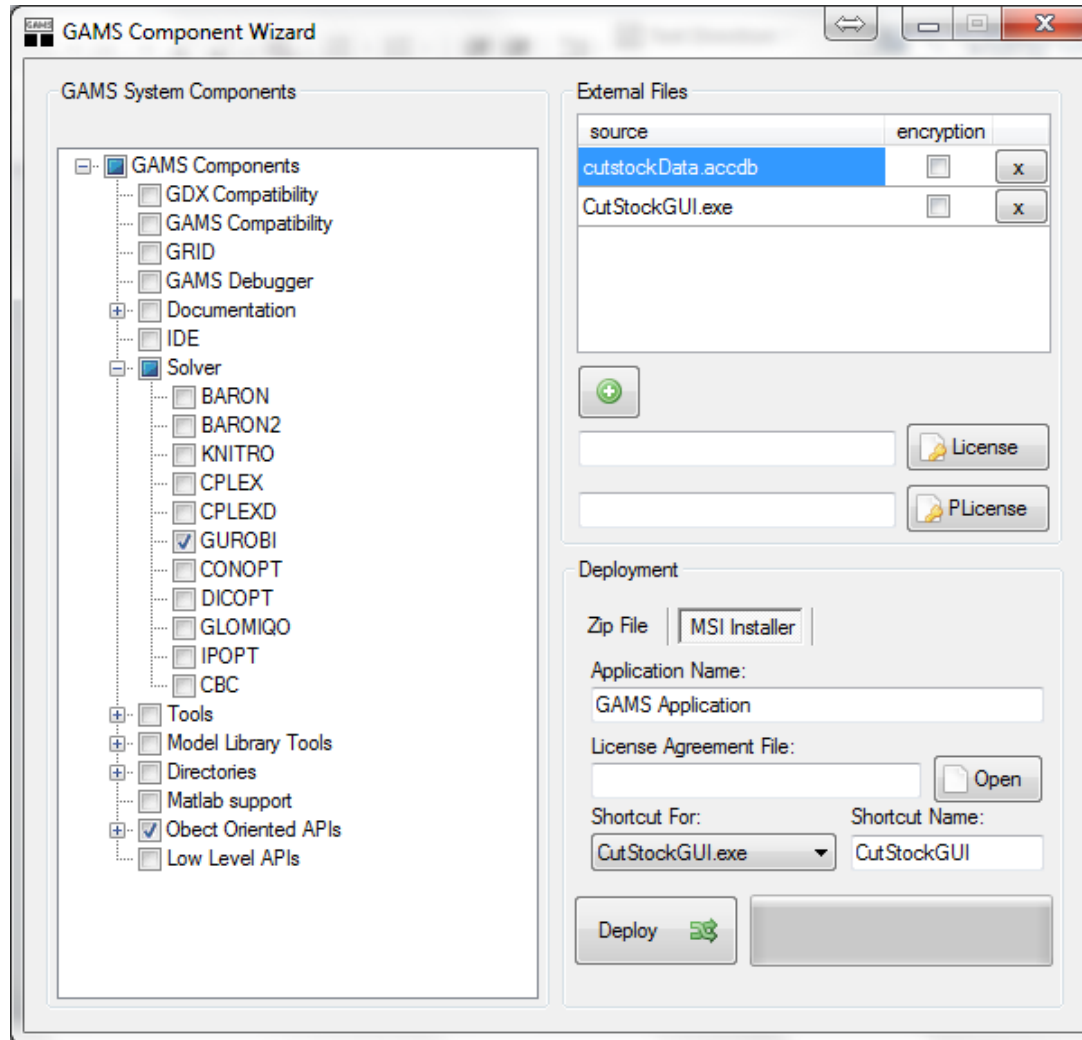 GAMS
GAMS Component Wizard
GAMS System Components
GAMS Components
GDX Compatibility
GAMS Compatibility
GRID
GAMS Debugger
Documentation
IDE
Solver
BARON
BARON2
KNITRO
CPLEX
CPLEXD
GUROBI
CONOPT
DICOPT
GLOMIQO
IPOPT
CBC
Tools
Model Library Tools
Directories
Matlab support
Obect Oriented APIs
Low Level APIs
External Files
source encryption
cutstockData.accdb x
CutStockGUI.exe x
License
PLicense
Deployment
Zip File MSI Installer
Application Name:
GAMS Application
License Agreement File:
Open
Shortcut For: Shortcut Name:
CutStockGUI.exe CutStockGUI
Deploy